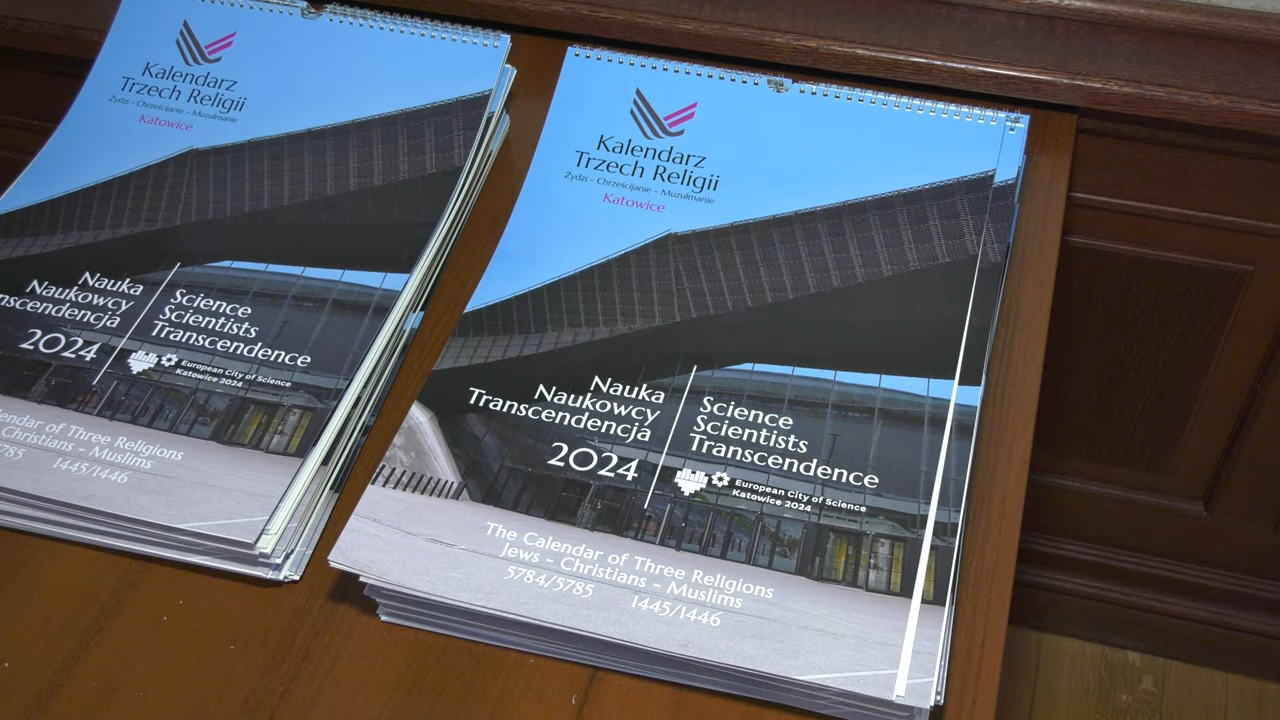 Kalendarz
Trzech Religii
Żydzi - Chrześcijanie - Muzułmanie
Katowice
Nauka
Naukowcy
Transcendencja
2024
Science
Scientists
Transcendence
European City of Science
Katowice 2024
Calendar of Three Religions
Christians - Muslims
1445/1446
Kalendarz
Trzech Religii
Żydzi - Chrześcijanie - Muzułmanie
Katowice
Nauka
Naukowcy
Transcendencja
2024
Science
Scientists
Transcendence
European City of Science
Katowice 2024
The Calendar of Three Religions
Jews - Christians - Muslims
5784/5785 1445/1446